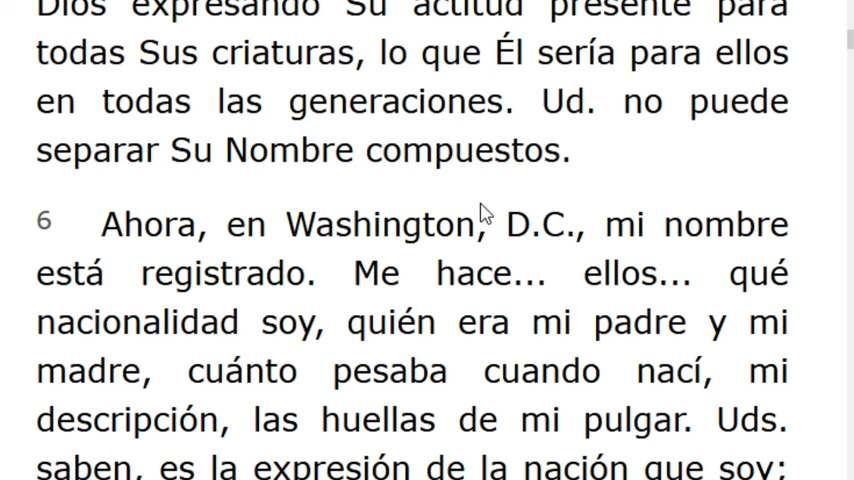 Dios expresando Su actitud presente para
todas Sus criaturas, lo que Él sería para ellos
en todas las generaciones. Ud. no puede
separar Su Nombre compuestos.
6 Ahora, en Washington, D.C., mi nombre
está registrado. Me hace... ellos... qué
nacionalidad soy, quién era mi padre y mi
madre, cuánto pesaba cuando nací, mi
descripción, las huellas de mi pulgar. Uds.
saben, es la expresión de la nación que soy;